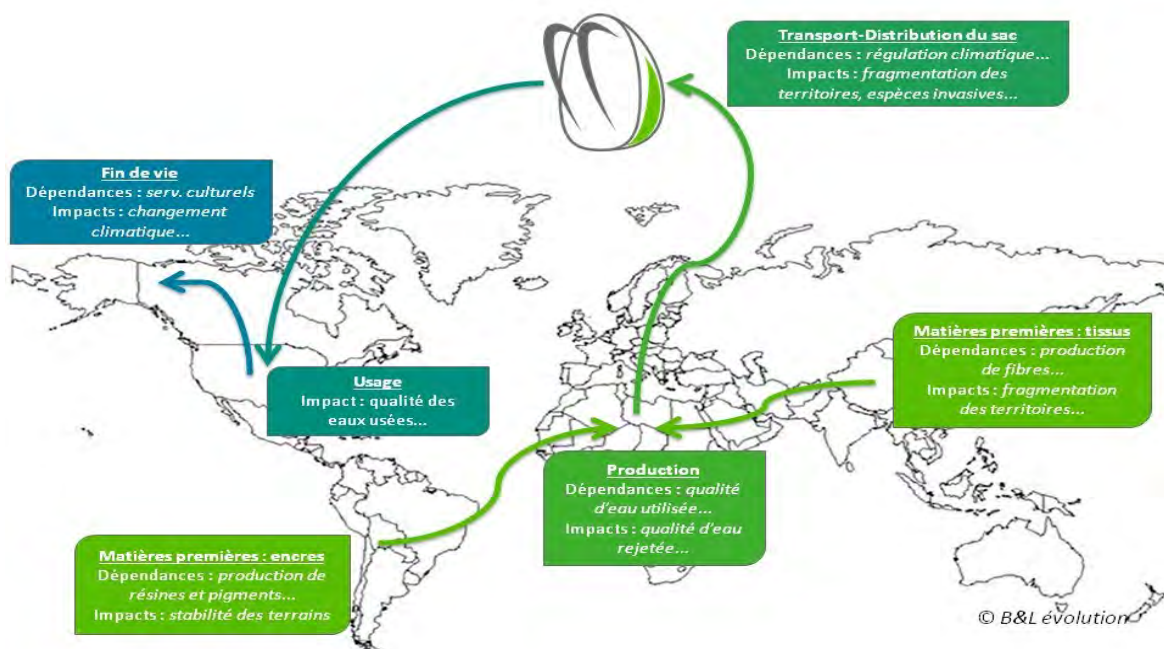 Transport-Distribution du sac
Dépendances : régulation climatique...
Impacts : fragmentation des
territoires, espèces invasives...
Fin de vie
Dépendances : serv. culturels
Impacts : changement
climatique...
Matières premières : tissus
Dépendances : production
de fibres...
Impacts : fragmentation
des territoires...
Usage
Impact : qualité des
eaux usées...
Production
Dépendances : qualité
d'eau utilisée...
Impacts : qualité d'eau
rejetée...
Matières premières : encres
Dépendances : production de
résines et pigments...
Impacts : stabilité des terrains
© B&L évolution